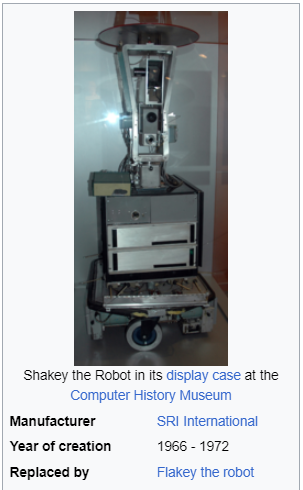 Shakey the Robot in its display case at the
Computer History Museum
Manufacturer SRI International
Year of creation 1966 - 1972
Replaced by Flakey the robot